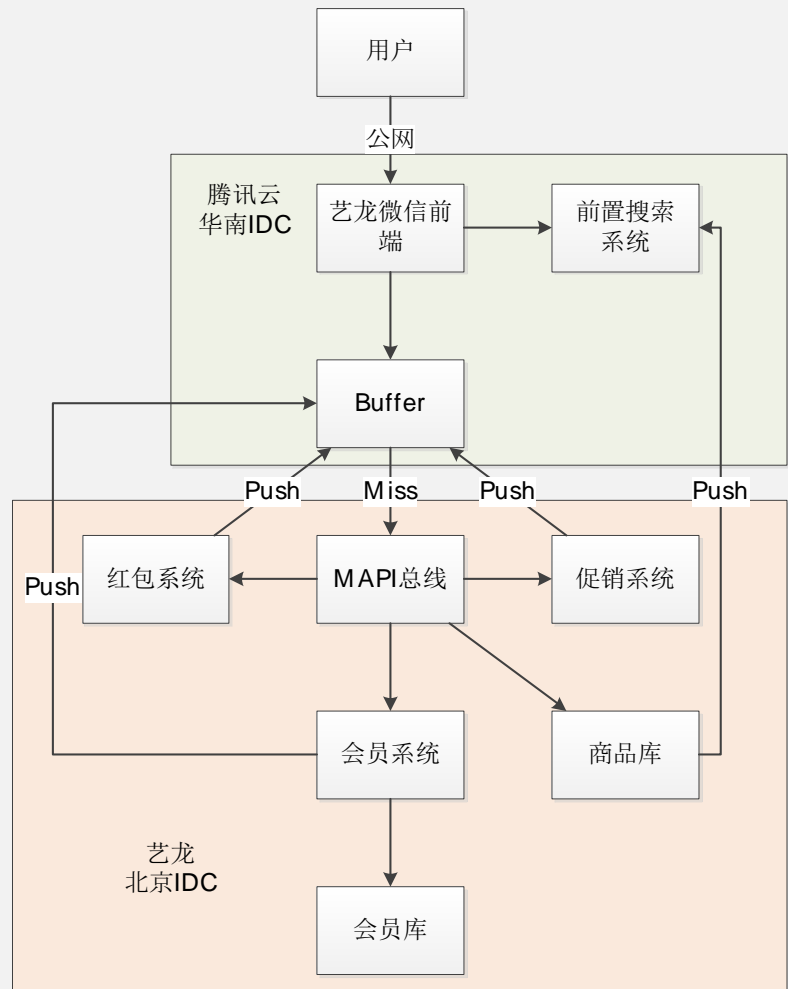 用户
公网
腾讯云
华南IDC
艺龙微信前
端
前置搜索
系统
Buffer
Push
Miss
Push
Push
Push
红包系统
MAPI总线
促销系统
会员系统
商品库
艺龙
北京IDC
会员库